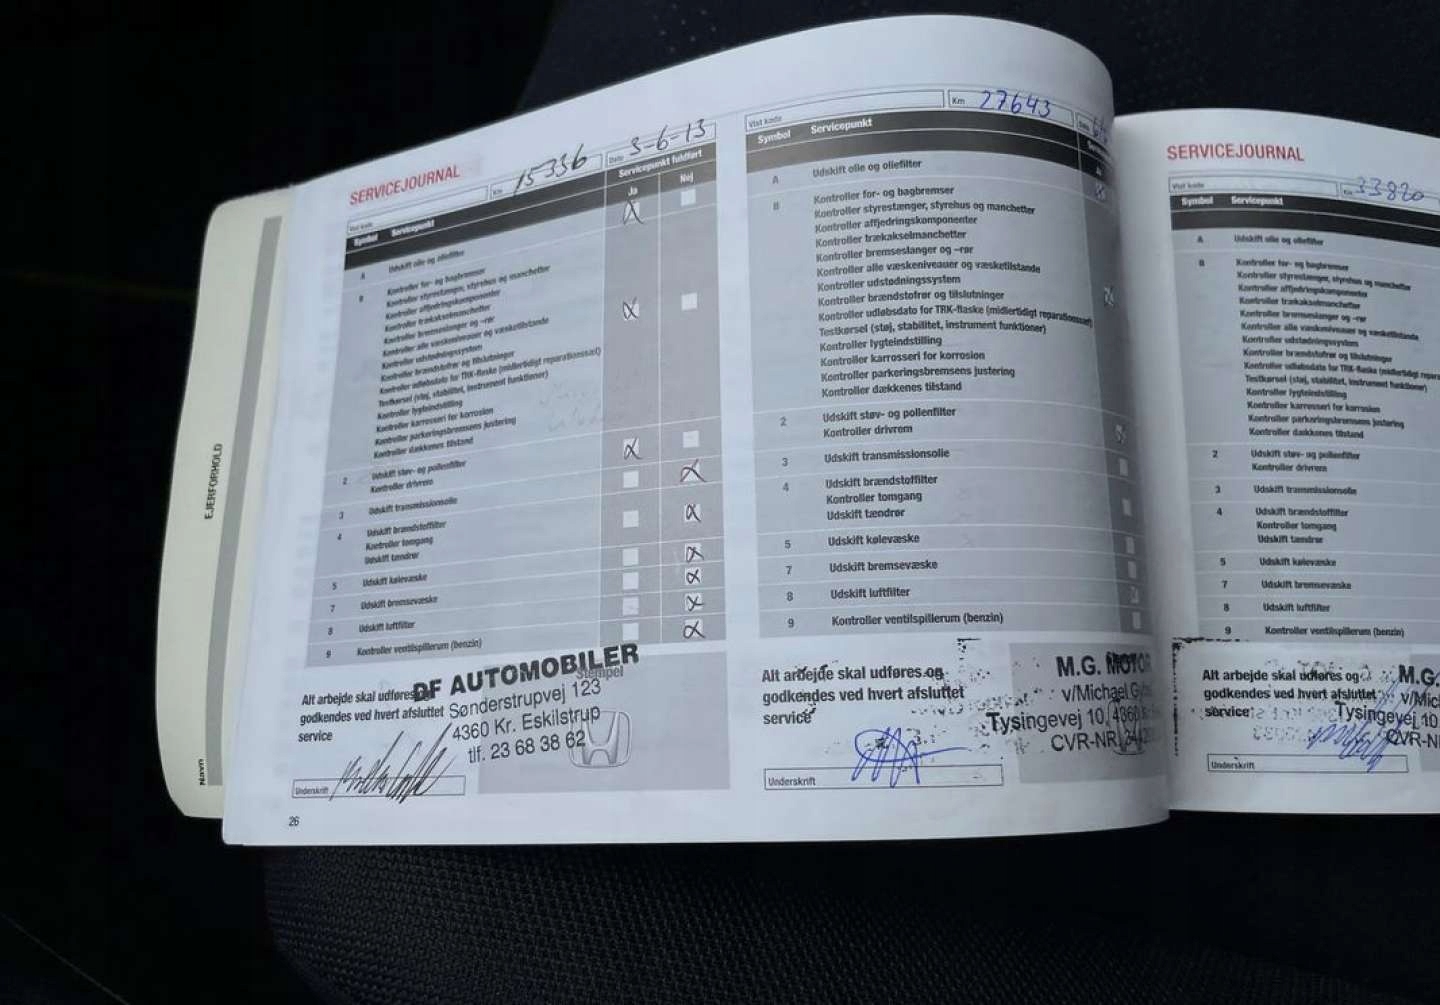 EJERFORHOLD
Navn
SERVICEJOURNAL
Vist kode
Km 15336
Dato 3-6-13
Symbol Servicepunkt
Servicepunkt fuldført
Ja Nej
A Udskift olie og oliefilter
B Kontroller for- og bagbremser
Kontroller styrestænger, styrehus og manchetter
Kontroller affjedringskomponenter
Kontroller trækakselmanchetter
Kontroller bremseslanger og –rør
Kontroller alle væskeniveauer og væsketilstande
Kontroller udstødningssystem
Kontroller brændstofrør og tilslutninger
Kontroller udløbsdato for TRK-flaske (midlertidigt reparationssæt)
Testkørsel (støj, stabilitet, instrument funktioner)
Kontroller lygteindstilling
Kontroller karrosseri for korrosion
Kontroller parkeringsbremsens justering
Kontroller dækkenes tilstand
2 Udskift støv- og pollenfilter
Kontroller drivrem
3 Udskift transmissionsolie
4 Udskift brændstoffilter
Kontroller tomgang
Udskift tændrør
5 Udskift kølevæske
7 Udskift bremsevæske
8 Udskift luftfilter
9 Kontroller ventilspillerum (benzin)
Alt arbejde skal udføres
godkendes ved hvert afsluttet
service
Stempel
DF AUTOMOBILER
Sønderstrupvej 123
4360 Kr. Eskilstrup
tlf. 23 68 38 62
Underskrift
26
Vist kode
Km 27643
Dato
Symbol Servicepunkt
A Udskift olie og oliefilter
B Kontroller for- og bagbremser
Kontroller styrestænger, styrehus og manchetter
Kontroller affjedringskomponenter
Kontroller trækakselmanchetter
Kontroller bremseslanger og –rør
Kontroller alle væskeniveauer og væsketilstande
Kontroller udstødningssystem
Kontroller brændstofrør og tilslutninger
Kontroller udløbsdato for TRK-flaske (midlertidigt reparationssæt)
Testkørsel (støj, stabilitet, instrument funktioner)
Kontroller lygteindstilling
Kontroller karrosseri for korrosion
Kontroller parkeringsbremsens justering
Kontroller dækkenes tilstand
2 Udskift støv- og pollenfilter
Kontroller drivrem
3 Udskift transmissionsolie
4 Udskift brændstoffilter
Kontroller tomgang
Udskift tændrør
5 Udskift kølevæske
7 Udskift bremsevæske
8 Udskift luftfilter
9 Kontroller ventilspillerum (benzin)
Alt arbejde skal udføres og
godkendes ved hvert afsluttet
service
M.G. MOTOR
v/Michael
Tysingevej 10, 4360
CVR-NR.
Underskrift
SERVICEJOURNAL
Vist kode
Km 33820
Symbol Servicepunkt
A Udskift olie og oliefilter
B Kontroller for- og bagbremser
Kontroller styrestænger, styrehus og manchetter
Kontroller affjedringskomponenter
Kontroller trækakselmanchetter
Kontroller bremseslanger og –rør
Kontroller alle væskeniveauer og væsketilstande
Kontroller udstødningssystem
Kontroller brændstofrør og tilslutninger
Kontroller udløbsdato for TRK-flaske (midlertidigt
Testkørsel (støj, stabilitet, instrument funktioner)
Kontroller lygteindstilling
Kontroller karrosseri for korrosion
Kontroller parkeringsbremsens justering
Kontroller dækkenes tilstand
2 Udskift støv- og pollenfilter
Kontroller drivrem
3 Udskift transmissionsolie
4 Udskift brændstoffilter
Kontroller tomgang
Udskift tændrør
5 Udskift kølevæske
7 Udskift bremsevæske
8 Udskift luftfilter
9 Kontroller ventilspillerum (benzin)
Alt arbejde skal udføres og
godkendes ved hvert afsluttet
service
M.G.
Tysingevej 10
CVR-N
Underskrift